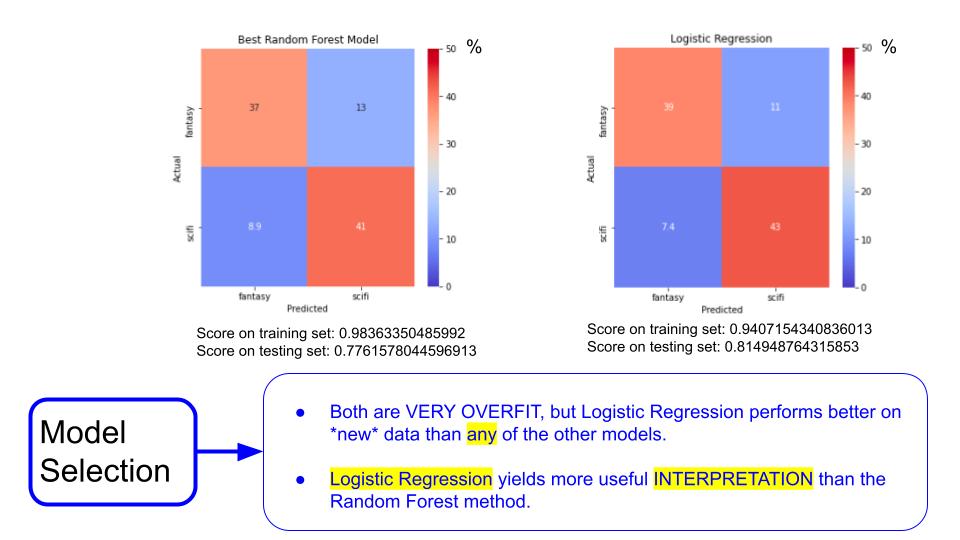 Best Random Forest Model
%
50
40
30
20
10
0
37
13
8.9
41
fantasy
scifi
Actual
fantasy
scifi
Predicted
Score on training set: 0.98363350485992
Score on testing set: 0.7761578044596913
Logistic Regression
%
50
40
30
20
10
0
39
11
7.4
43
fantasy
scifi
Actual
fantasy
scifi
Predicted
Score on training set: 0.9407154340836013
Score on testing set: 0.814948764315853
Model
Selection
● Both are VERY OVERFIT, but Logistic Regression performs better on
*new* data than any of the other models.
● Logistic Regression yields more useful INTERPRETATION than the
Random Forest method.